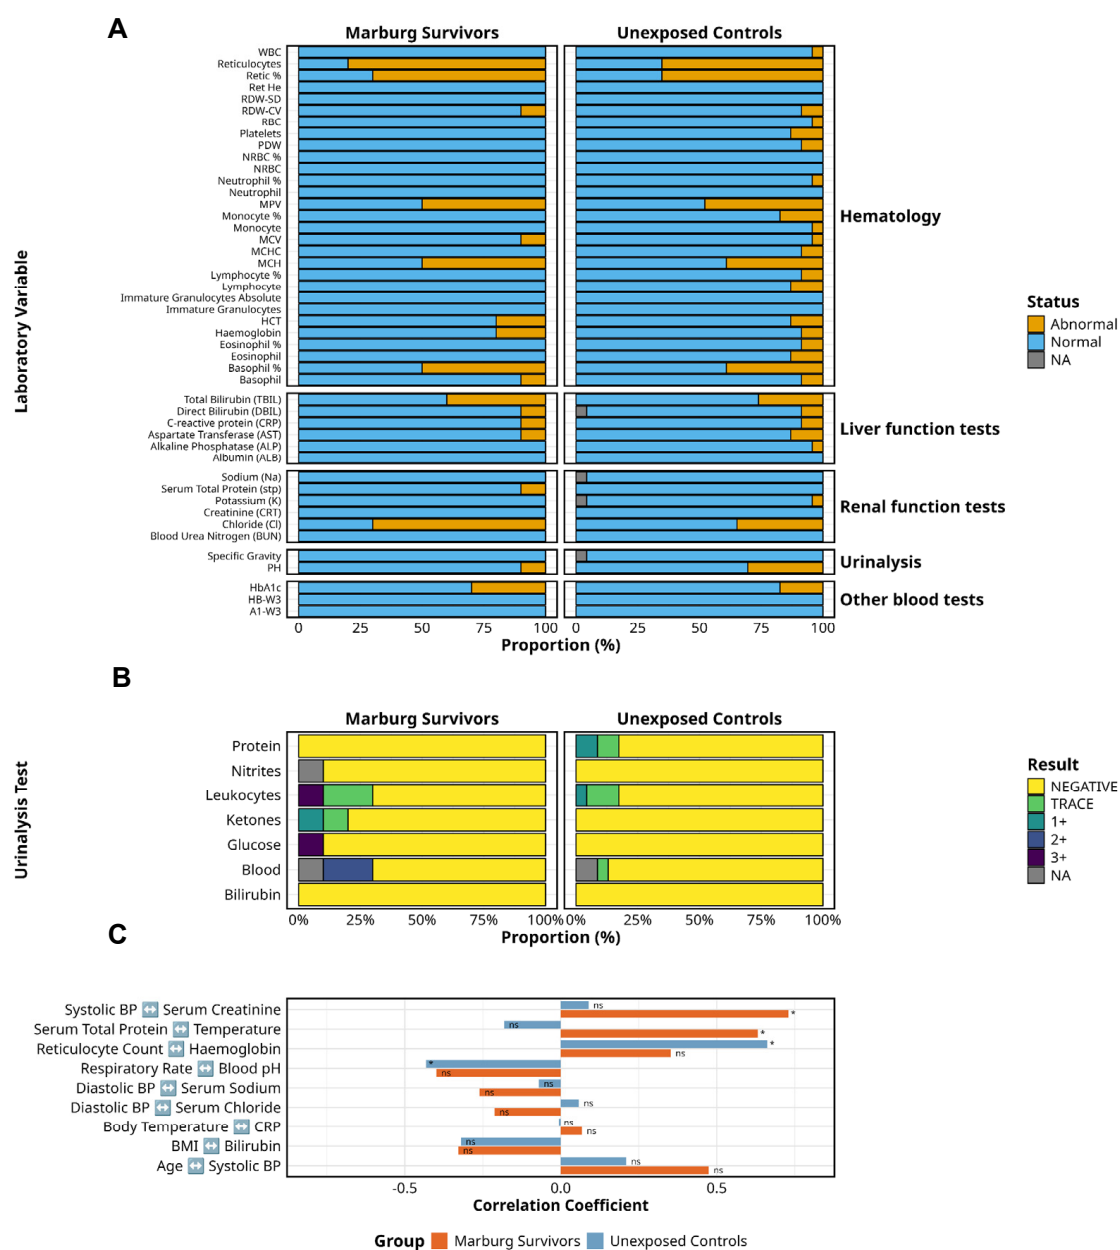 A
Marburg Survivors
Unexposed Controls
Laboratory Variable
WBC
Reticulocytes
Retic %
Ret He
RDW-SD
RDW-CV
RBC
Platelets
PDW
NRBC %
NRBC
Neutrophil %
Neutrophil
MPV
Monocyte %
Monocyte
MCV
MCHC
MCH
Lymphocyte %
Lymphocyte
Immature Granulocytes Absolute
Immature Granulocytes
HCT
Haemoglobin
Eosinophil %
Eosinophil
Basophil %
Basophil
Hematology
Total Bilirubin (TBIL)
Direct Bilirubin (DBIL)
C-reactive protein (CRP)
Aspartate Transferase (AST)
Alkaline Phosphatase (ALP)
Albumin (ALB)
Liver function tests
Sodium (Na)
Serum Total Protein (stp)
Potassium (K)
Creatinine (CRT)
Chloride (Cl)
Blood Urea Nitrogen (BUN)
Renal function tests
Specific Gravity
PH
Urinalysis
HbA1c
HB-W3
A1-W3
Other blood tests
0 25 50 75 100 0 25 50 75 100
Proportion (%)
Status
Abnormal
Normal
NA
B
Marburg Survivors
Unexposed Controls
Urinalysis Test
Protein
Nitrites
Leukocytes
Ketones
Glucose
Blood
Bilirubin
0% 25% 50% 75% 100% 0% 25% 50% 75% 100%
Proportion (%)
Result
NEGATIVE
TRACE
1+
2+
3+
NA
C
Systolic BP ↔ Serum Creatinine ns *
Serum Total Protein ↔ Temperature ns *
Reticulocyte Count ↔ Haemoglobin * ns
Respiratory Rate ↔ Blood pH * ns
Diastolic BP ↔ Serum Sodium ns ns
Diastolic BP ↔ Serum Chloride ns ns
Body Temperature ↔ CRP ns ns
BMI ↔ Bilirubin ns ns
Age ↔ Systolic BP ns ns
-0.5 0.0 0.5
Correlation Coefficient
Group Marburg Survivors Unexposed Controls